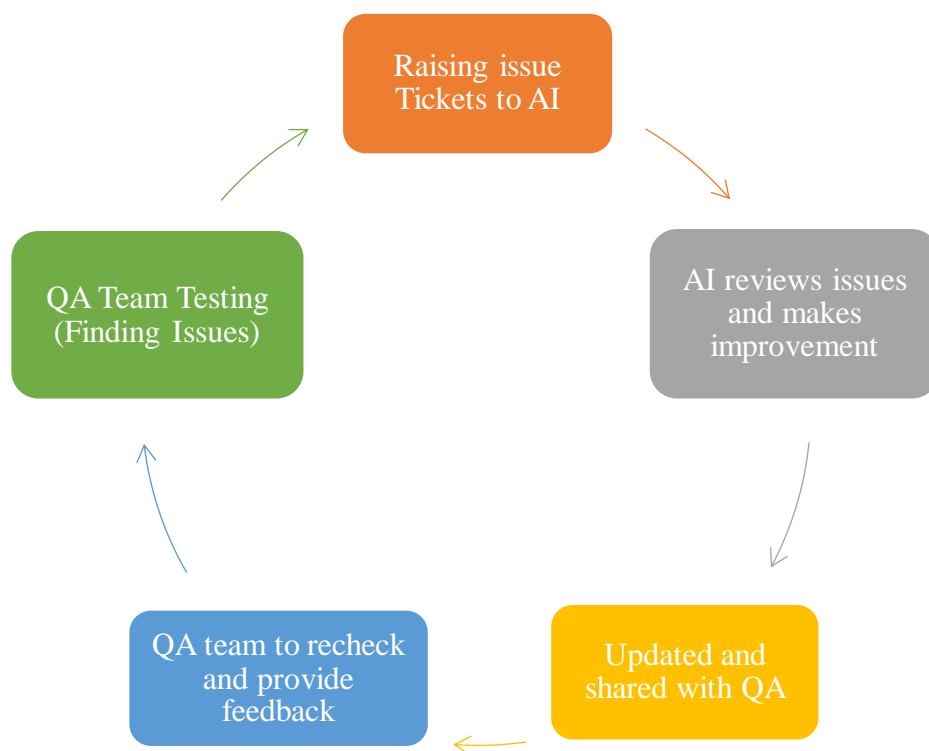 Raising issue
Tickets to AI
AI reviews issues
and makes
improvement
Updated and
shared with QA
QA team to recheck
and provide
feedback
QA Team Testing
(Finding Issues)